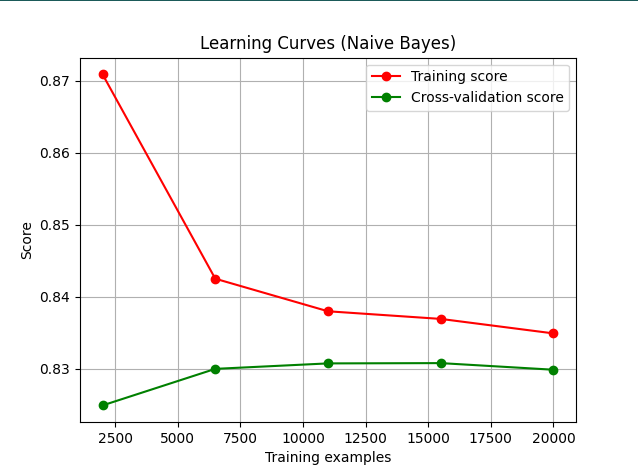 Learning Curves (Naive Bayes)
Training score
Cross-validation score
0.87
0.86
0.85
0.84
0.83
Score
2500 5000 7500 10000 12500 15000 17500 20000
Training examples